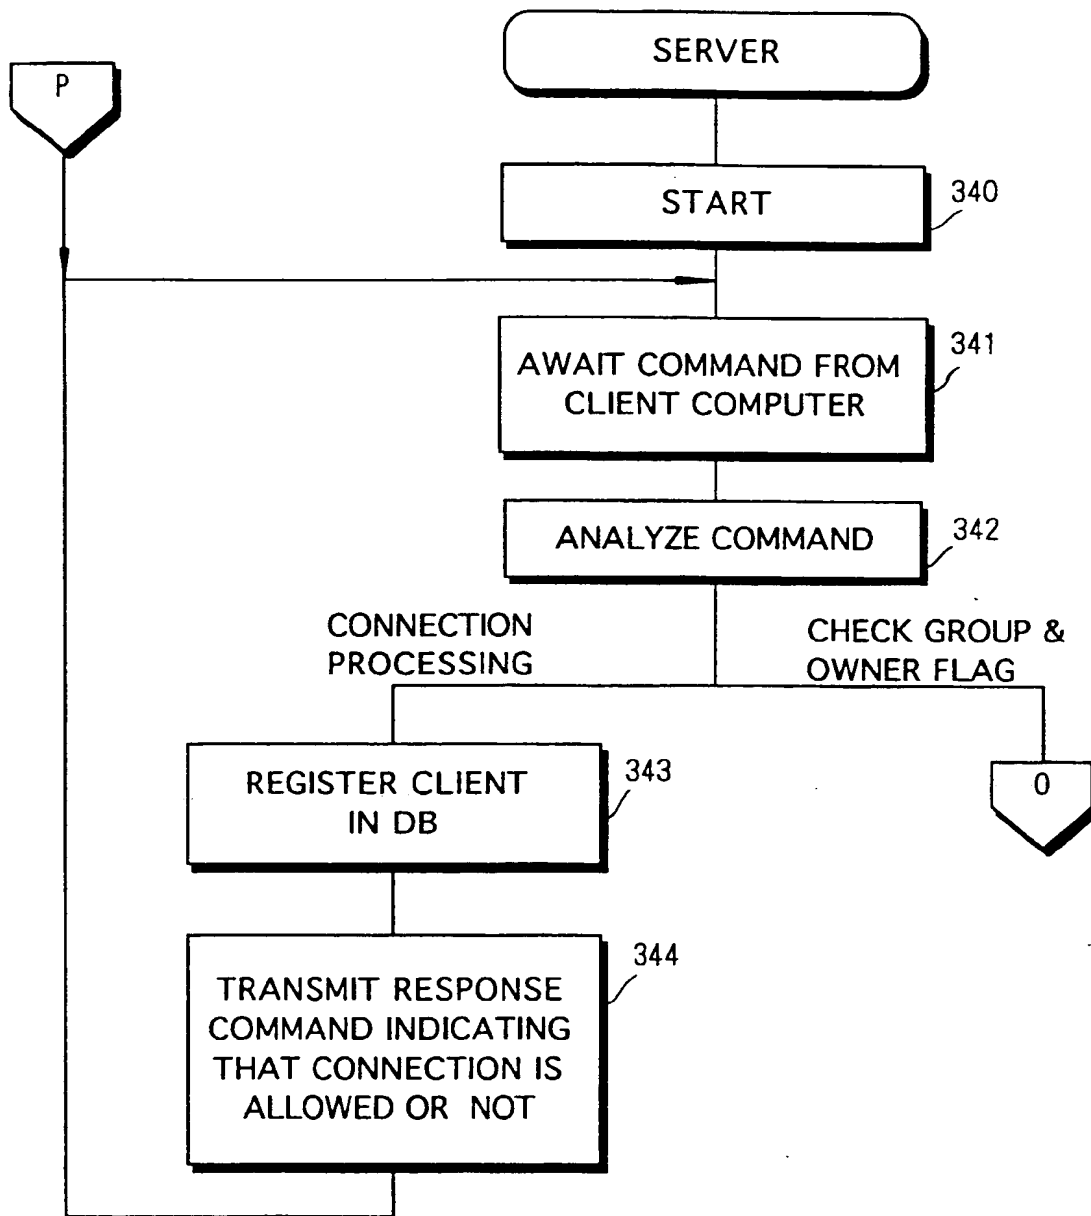 SERVER
P
START
340
341
AWAIT COMMAND FROM
CLIENT COMPUTER
ANALYZE COMMAND
342
CONNECTION
PROCESSING
CHECK GROUP &
OWNER FLAG
REGISTER CLIENT
IN DB
343
O
TRANSMIT RESPONSE
COMMAND INDICATING
THAT CONNECTION IS
ALLOWED OR NOT
344